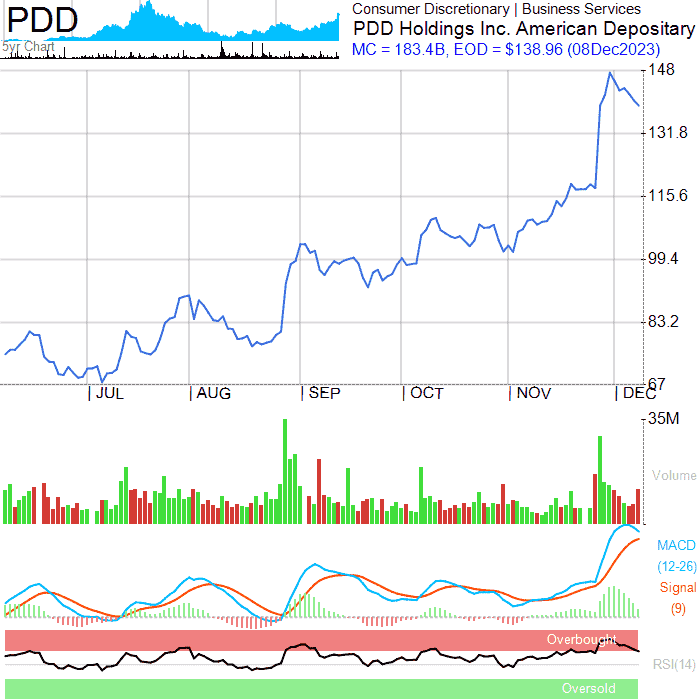 PDD
5yr Chart
Consumer Discretionary | Business Services
PDD Holdings Inc. American Depositary
MC = 183.4B, EOD = $138.96 (08Dec2023)
148
131.8
115.6
99.4
83.2
67
JUL AUG SEP OCT NOV DEC
35M
Volume
MACD
(12-26)
Signal
(9)
Overbought
RSI(14)
Oversold